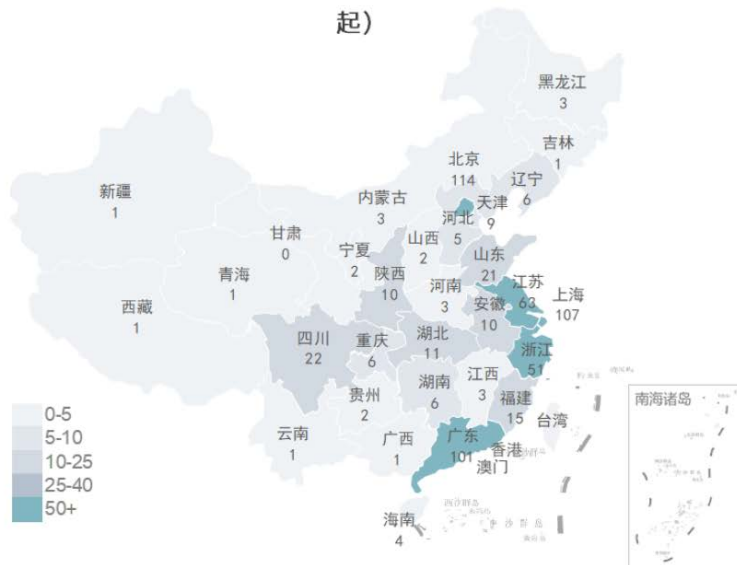 起）
黑龙江
3
吉林
1
北京
114
辽宁
6
新疆
1
内蒙古
3
天津
9
河北
5
甘肃
0
宁夏
2
山西
2
山东
21
青海
1
陕西
10
河南
3
江苏
63
上海
107
西藏
1
安徽
10
四川
22
重庆
6
湖北
11
浙江
51
湖南
6
江西
3
贵州
2
福建
15
台湾
南海诸岛
云南
1
广西
1
广东
101
香港
澳门
海南
4
0-5
5-10
10-25
25-40
50+